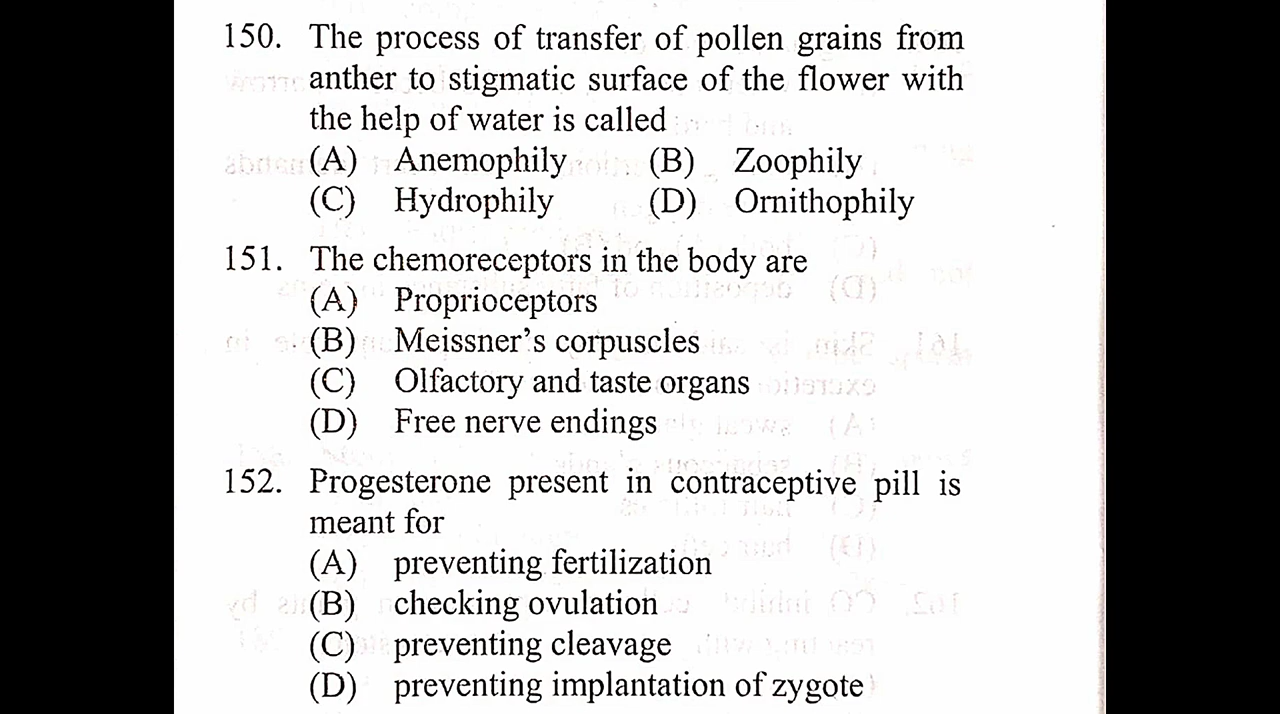 150. The process of transfer of pollen grains from
anther to stigmatic surface of the flower with
the help of water is called
(A) Anemophily (B) Zoophily
(C) Hydrophily (D) Ornithophily
151. The chemoreceptors in the body are
(A) Proprioceptors
(B) Meissner's corpuscles
(C) Olfactory and taste organs
(D) Free nerve endings
152. Progesterone present in contraceptive pill is
meant for
(A) preventing fertilization
(B) checking ovulation
(C) preventing cleavage
(D) preventing implantation of zygote